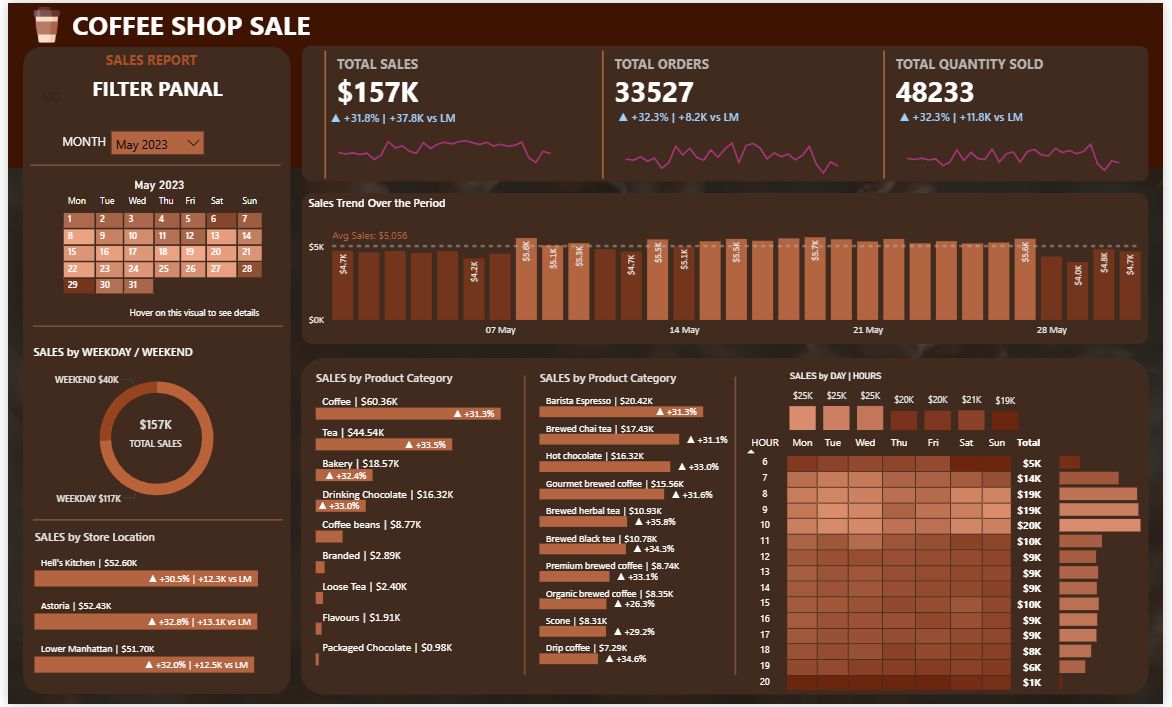 COFFEE SHOP SALE
SALES REPORT
FILTER PANAL
MO
MONTH May 2023
May 2023
Mon Tue Wed Thu Fri Sat Sun
1 2 3 4 5 6 7
8 9 10 11 12 13 14
15 16 17 18 19 20 21
22 23 24 25 26 27 28
29 30 31
Hover on this visual to see details
SALES by WEEKDAY / WEEKEND
WEEKEND $40K
$157K
TOTAL SALES
WEEKDAY $117K
SALES by Store Location
Hell's Kitchen | $52.60K
▲ +30.5% | +12.3K vs LM
Astoria | $52.43K
▲ +32.8% | +13.1K vs LM
Lower Manhattan | $51.70K
▲ +32.0% | +12.5K vs LM
TOTAL SALES
$157K
▲ +31.8% | +37.8K vs LM
TOTAL ORDERS
33527
▲ +32.3% | +8.2K vs LM
TOTAL QUANTITY SOLD
48233
▲ +32.3% | +11.8K vs LM
Sales Trend Over the Period
Avg Sales: $5,056
$5K
$0K
$4.7K $4.2K $5.6K $5.1K $5.3K $4.7K $5.5K $5.1K $5.5K $5.7K $5.6K $4.0K $4.8K $4.7K
07 May 14 May 21 May 28 May
SALES by Product Category
Coffee | $60.36K
▲ +31.3%
Tea | $44.54K
▲ +33.5%
Bakery | $18.57K
▲ +32.4%
Drinking Chocolate | $16.32K
▲ +33.0%
Coffee beans | $8.77K
Branded | $2.89K
Loose Tea | $2.40K
Flavours | $1.91K
Packaged Chocolate | $0.98K
SALES by Product Category
Barista Espresso | $20.42K
▲ +31.3%
Brewed Chai tea | $17.43K
▲ +31.1%
Hot chocolate | $16.32K
▲ +33.0%
Gourmet brewed coffee | $15.56K
▲ +31.6%
Brewed herbal tea | $10.93K
▲ +35.8%
Brewed Black tea | $10.78K
▲ +34.3%
Premium brewed coffee | $8.74K
▲ +33.1%
Organic brewed coffee | $8.35K
▲ +26.3%
Scone | $8.31K
▲ +29.2%
Drip coffee | $7.29K
▲ +34.6%
SALES by DAY | HOURS
$25K $25K $25K $20K $20K $21K $19K
HOUR Mon Tue Wed Thu Fri Sat Sun Total
6 $5K
7 $14K
8 $19K
9 $19K
10 $20K
11 $10K
12 $9K
13 $9K
14 $9K
15 $10K
16 $9K
17 $9K
18 $8K
19 $6K
20 $1K